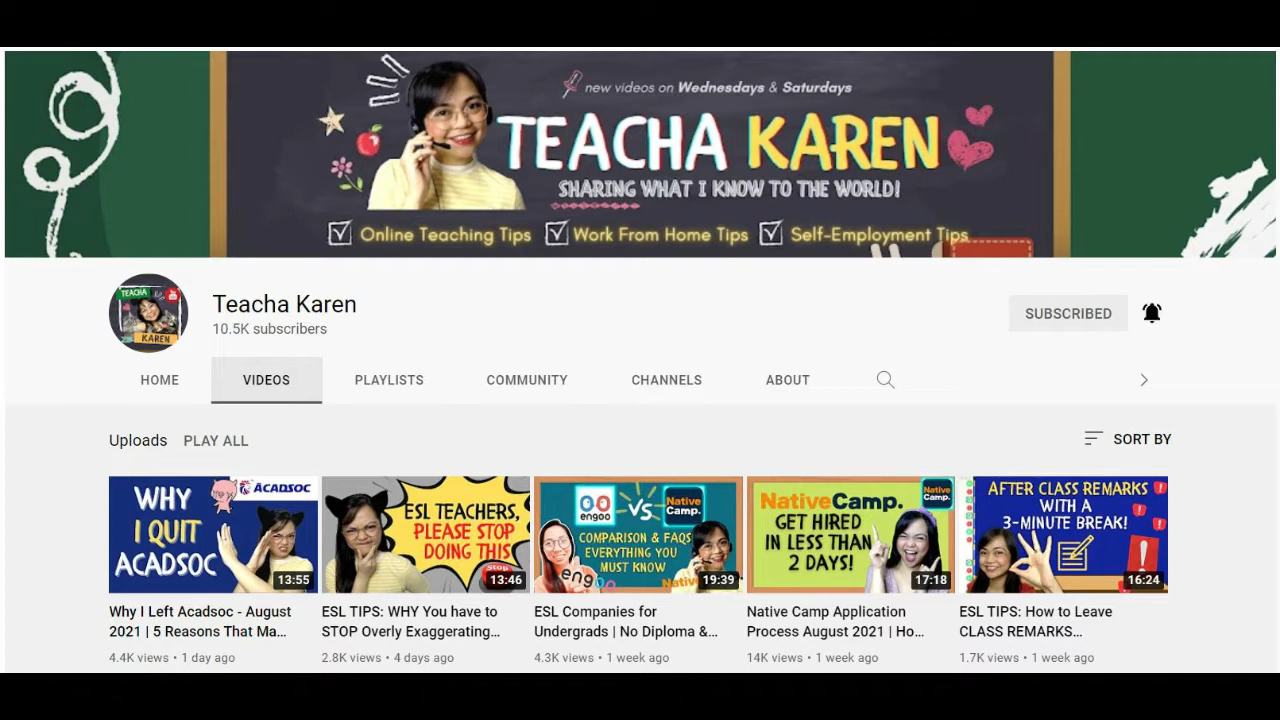 new videos on Wednesdays & Saturdays
TEACHA KAREN
SHARING WHAT I KNOW TO THE WORLD!
Online Teaching Tips
Work From Home Tips
Self-Employment Tips
TEACHA
KAREN
Teacha Karen
10.5K subscribers
SUBSCRIBED
HOME
VIDEOS
PLAYLISTS
COMMUNITY
CHANNELS
ABOUT
Uploads
PLAY ALL
SORT BY
WHY
I QUIT
ACADSOC
ACADSOC
13:55
ESL TEACHERS,
PLEASE STOP
DOING THIS
Stop
13:46
engoo
VS
Native
Camp.
COMPARISON & FAQS
EVERYTHING YOU
MUST KNOW
engoo
Nativ
19:39
NativeCamp.
Native
Camp.
GET HIRED
IN LESS THAN
2 DAYS!
17:18
AFTER CLASS REMARKS
WITH A
3-MINUTE BREAK!
16:24
Why I Left Acadsoc - August
2021 | 5 Reasons That Ma...
4.4K views • 1 day ago
ESL TIPS: WHY You have to
STOP Overly Exaggerating...
2.8K views • 4 days ago
ESL Companies for
Undergrads | No Diploma &...
4.3K views • 1 week ago
Native Camp Application
Process August 2021 | Ho...
14K views • 1 week ago
ESL TIPS: How to Leave
CLASS REMARKS...
1.7K views • 1 week ago